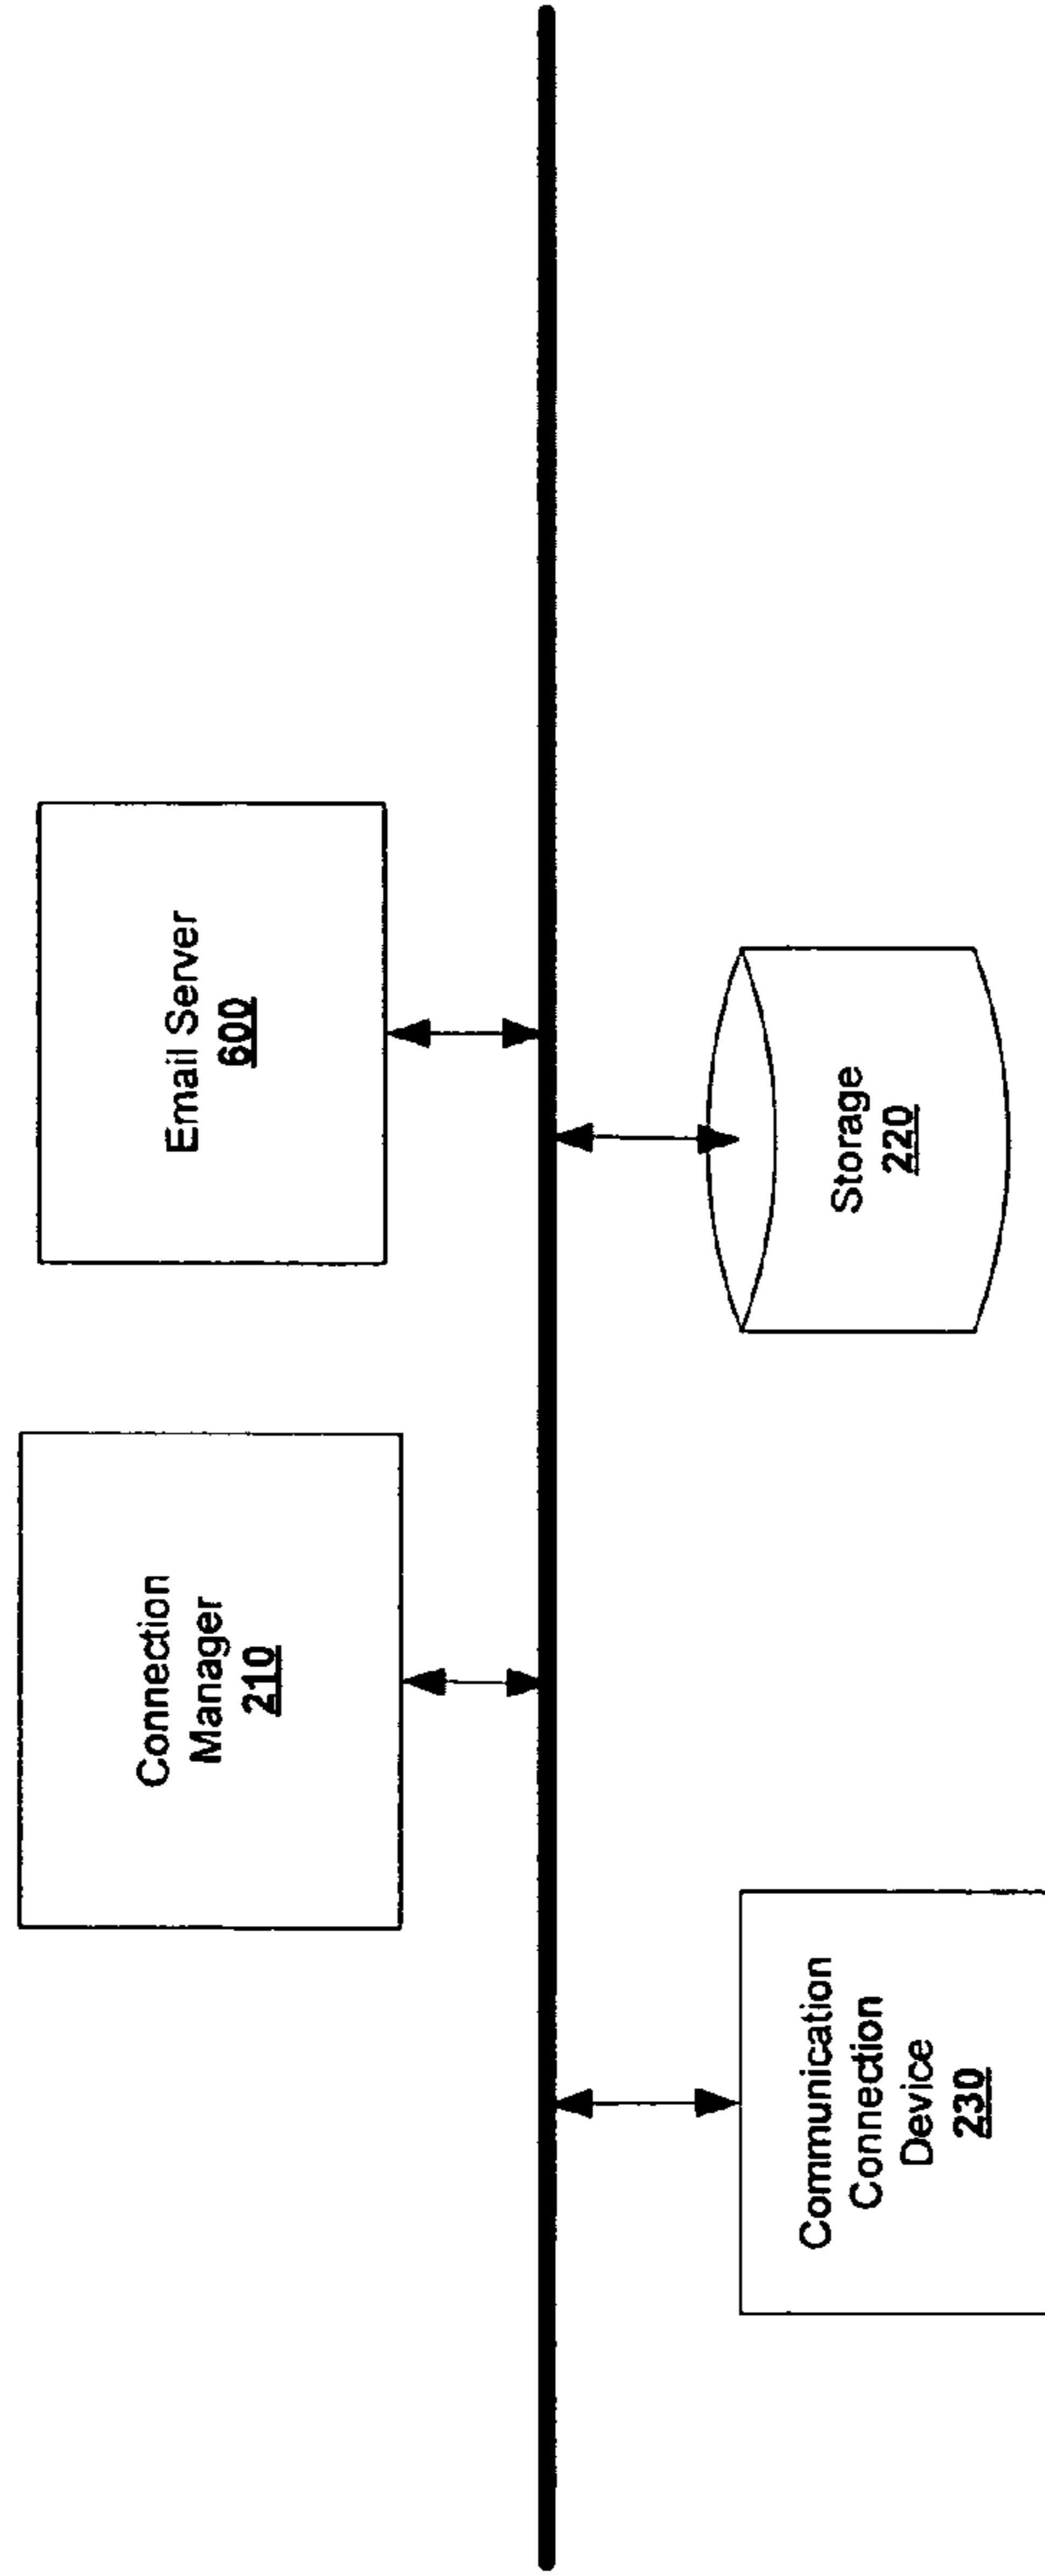 Connection
Manager
210
Email Server
600
Communication
Connection
Device
230
Storage
220